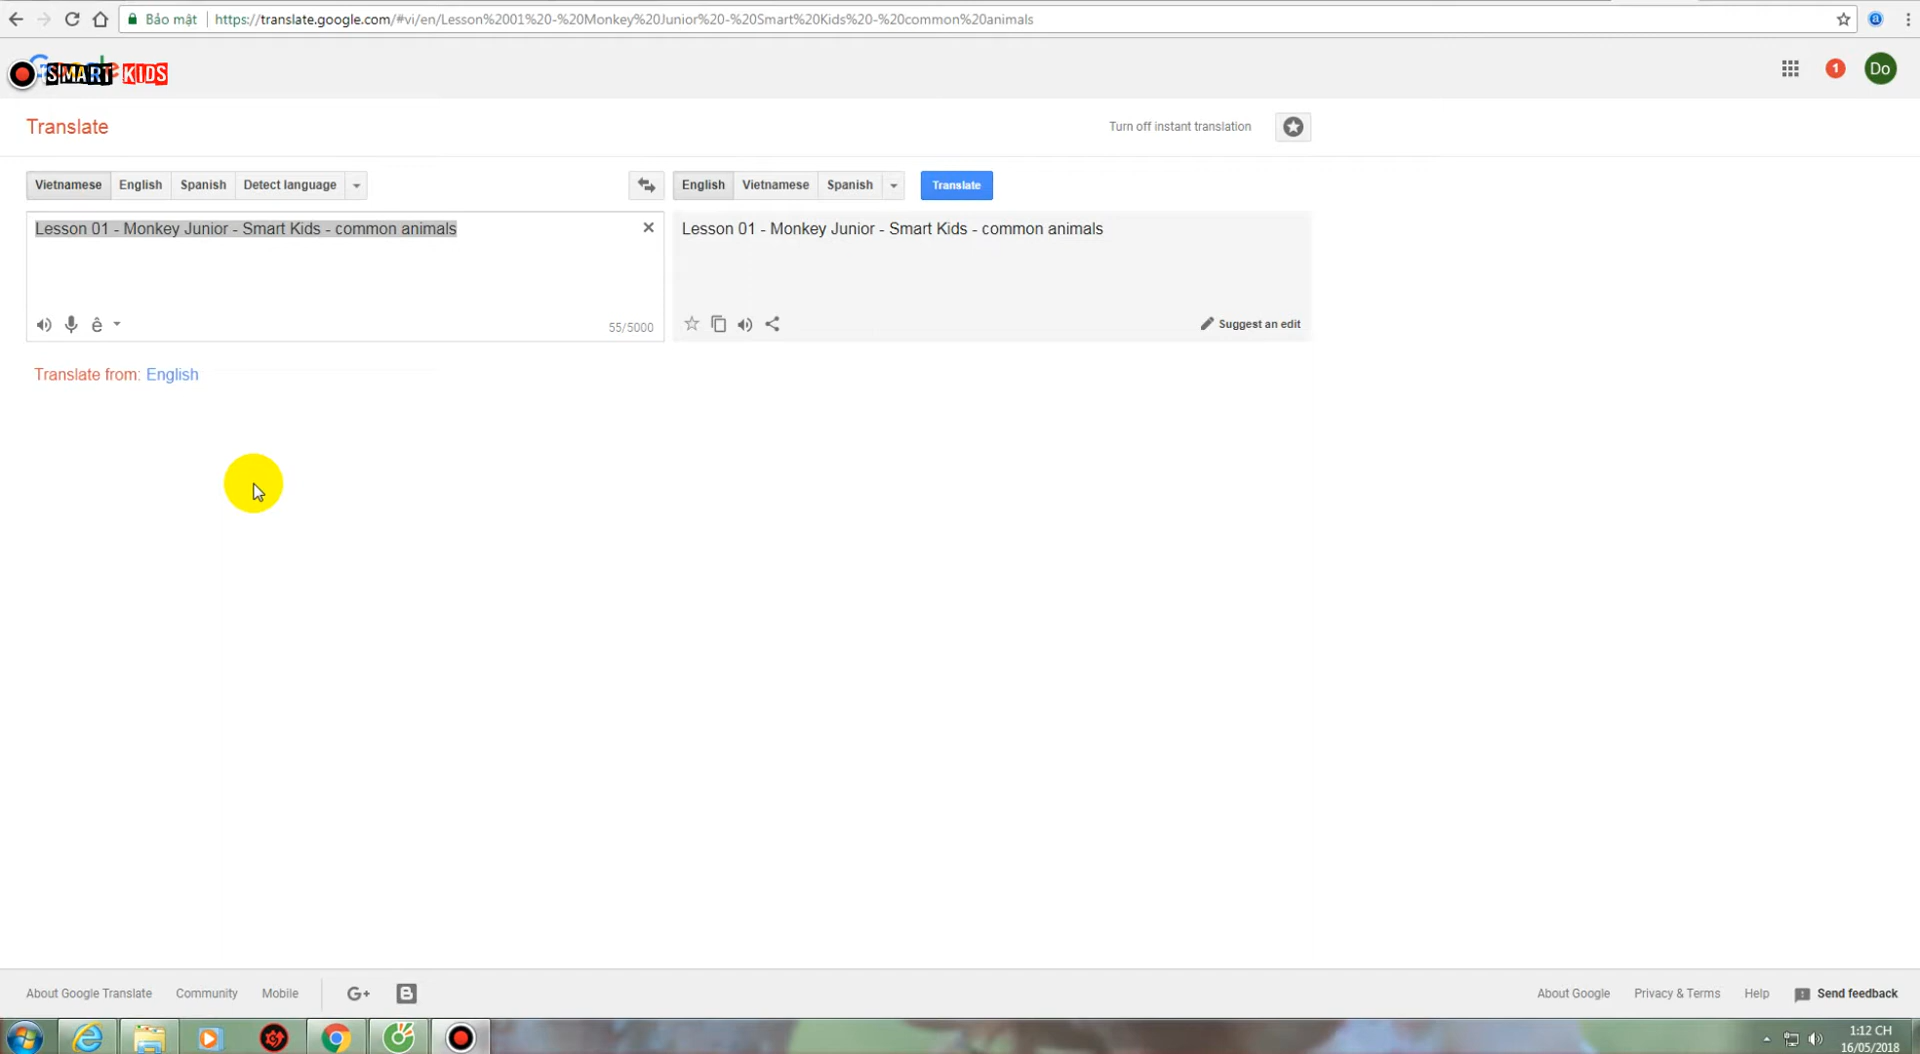 Bảo mật https://translate.google.com/#vi/en/Lesson%2001%20-%20Monkey%20Junior%20-%20Smart%20Kids%20-%20common%20animals
SMART KIDS
1 Do
Translate
Turn off instant translation
Vietnamese English Spanish Detect language
English Vietnamese Spanish Translate
Lesson 01 - Monkey Junior - Smart Kids - common animals
Lesson 01 - Monkey Junior - Smart Kids - common animals
ê
55/5000
Suggest an edit
Translate from: English
About Google Translate Community Mobile G+
About Google Privacy & Terms Help Send feedback
1:12 CH
16/05/2018